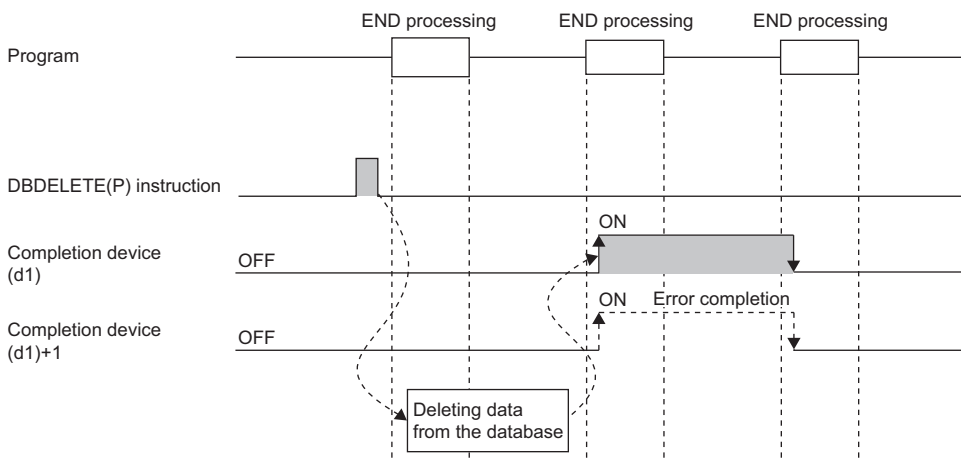 END processing
END processing
END processing
Program
DBDELETE(P) instruction
Completion device
(d1)
OFF
ON
Completion device
(d1)+1
OFF
ON
Error completion
Deleting data
from the database